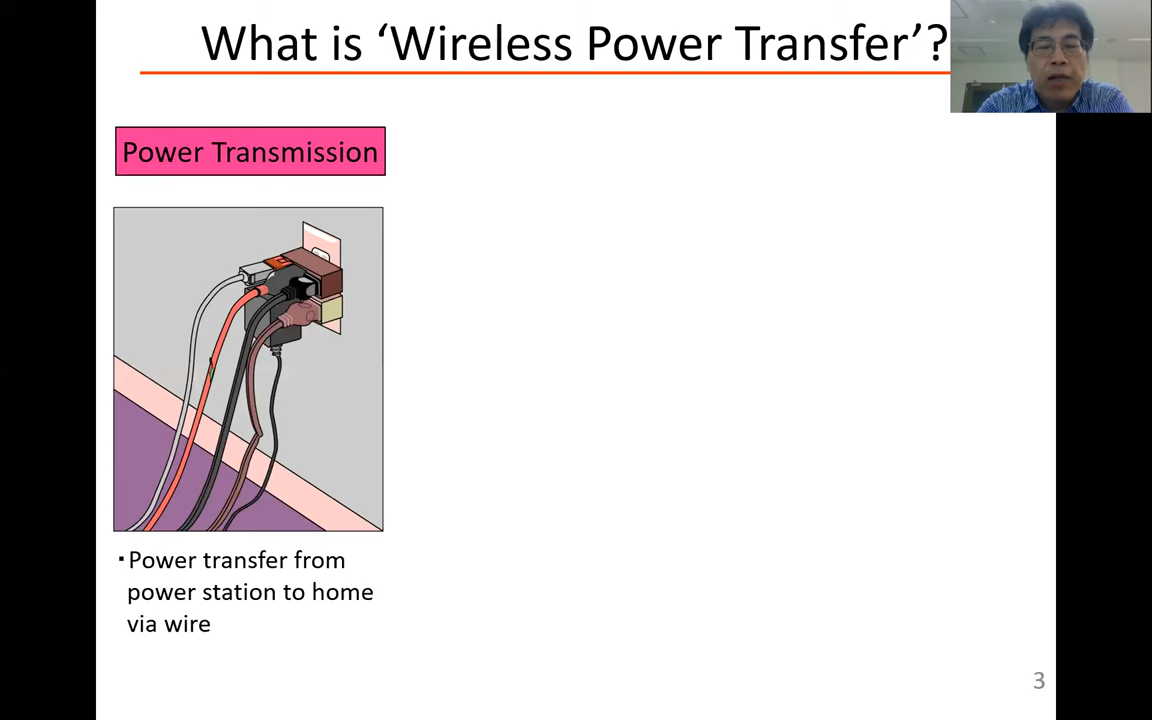 What is ‘Wireless Power Transfer’?
Power Transmission
・Power transfer from
power station to home
via wire
3